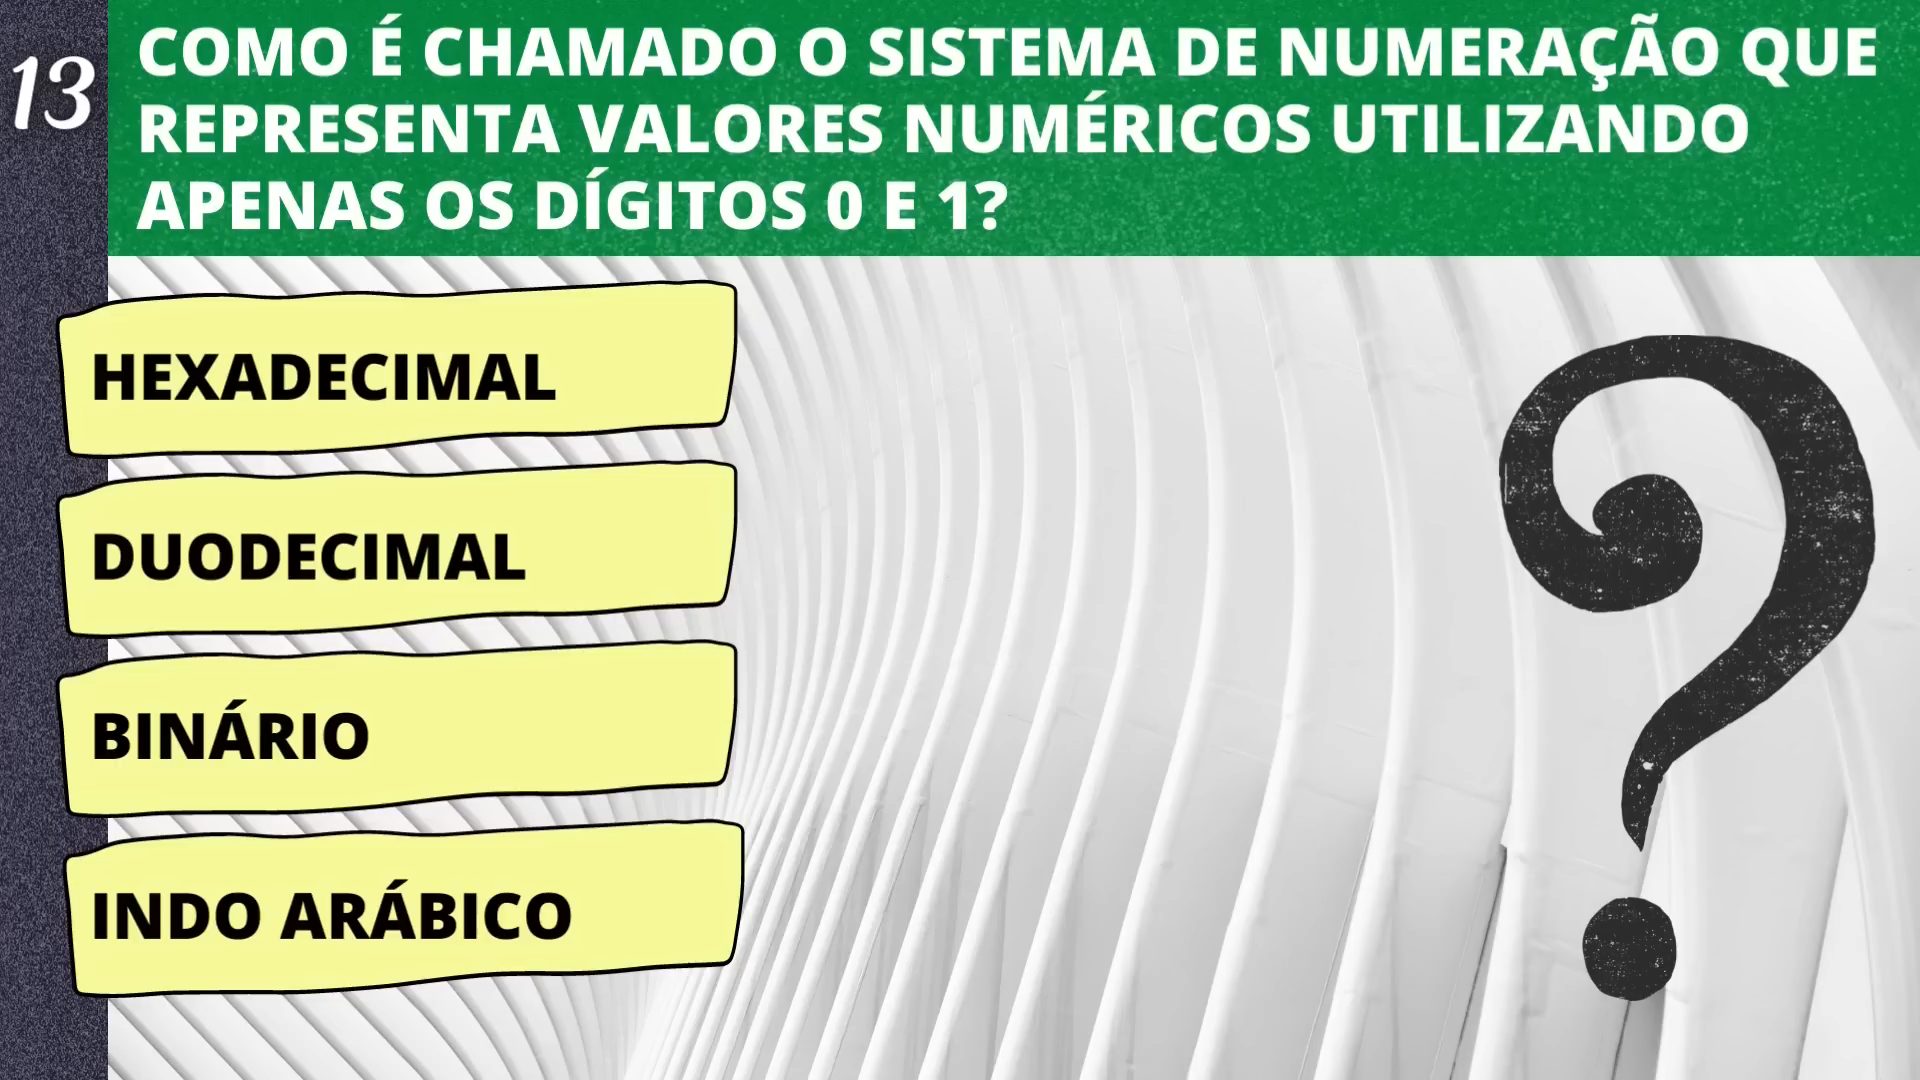 13
COMO É CHAMADO O SISTEMA DE NUMERAÇÃO QUE
REPRESENTA VALORES NUMÉRICOS UTILIZANDO
APENAS OS DÍGITOS 0 E 1?
HEXADECIMAL
DUODECIMAL
BINÁRIO
INDO ARÁBICO
?